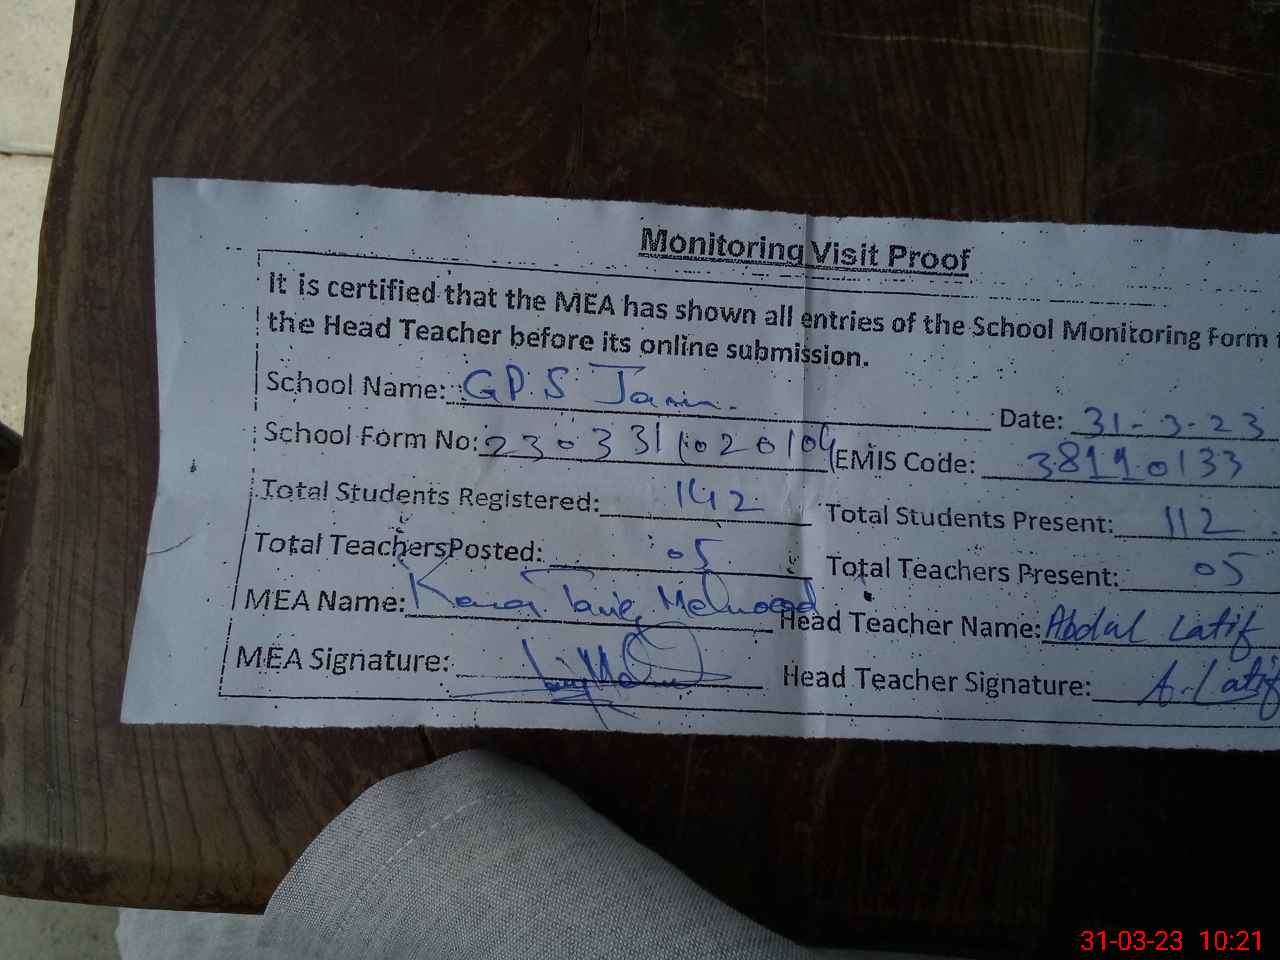 Monitoring Visit Proof
It is certified that the MEA has shown all entries of the School Monitoring Form
the Head Teacher before its online submission.
School Name: G.P.S Date: 31-3-23
School Form No: EMIS Code: 38110133
Total Students Registered: 142 Total Students Present: 112
Total Teachers Posted: 05 Total Teachers Present: 05
MEA Name: Mehmood Head Teacher Name: Abdul Latif
MEA Signature: Head Teacher Signature: A. Latif
31-03-23 10:21